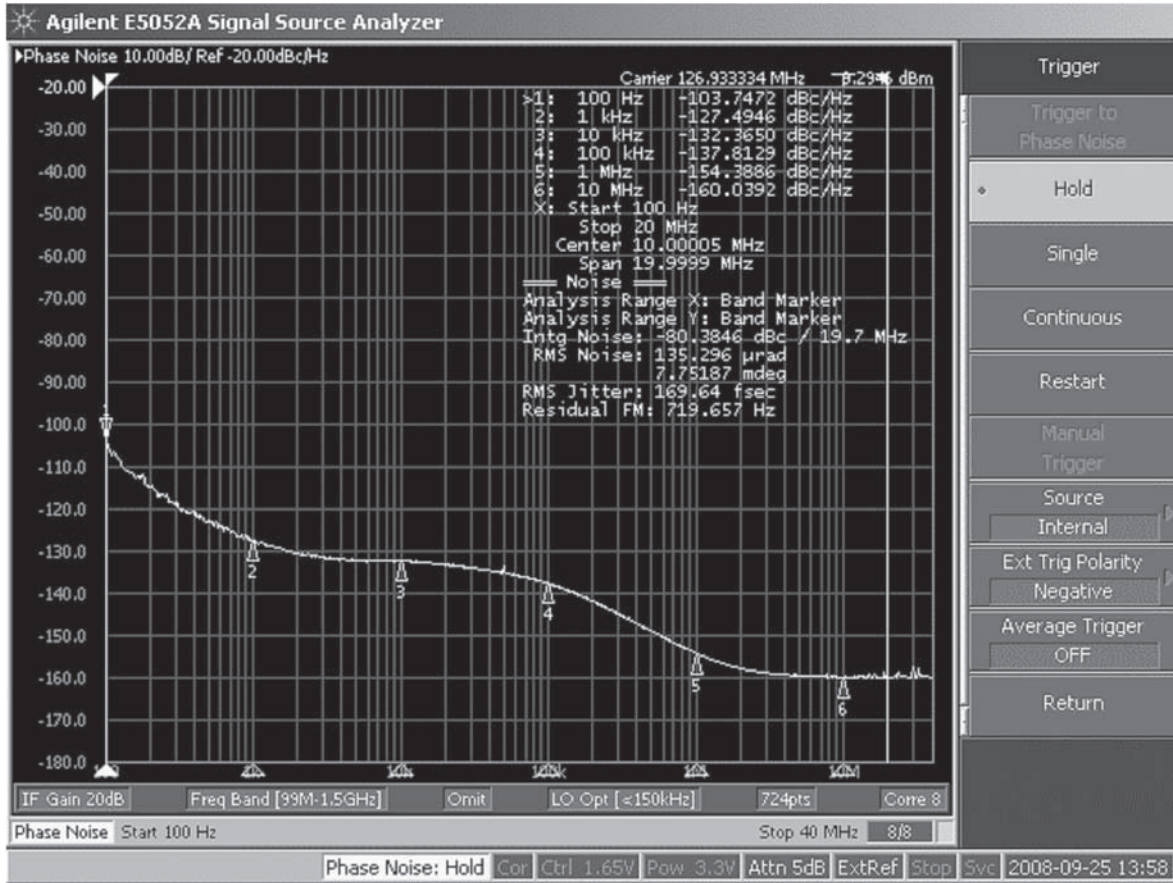 Agilent E5052A Signal Source Analyzer
▶Phase Noise 10.00dB/ Ref -20.00dBc/Hz
Carrier 126.933334 MHz dBm
>1: 100 Hz -103.7472 dBc/Hz
2: 1 kHz -127.4946 dBc/Hz
3: 10 kHz -132.3650 dBc/Hz
4: 100 kHz -137.8129 dBc/Hz
5: 1 MHz -154.3886 dBc/Hz
6: 10 MHz -160.0392 dBc/Hz
X: Start 100 Hz
Stop 20 MHz
Center 10.00005 MHz
Span 19.9999 MHz
=== Noise ===
Analysis Range X: Band Marker
Analysis Range Y: Band Marker
Intg Noise: -80.3846 dBc / 19.7 MHz
RMS Noise: 135.296 µrad
7.75187 mdeg
RMS Jitter: 169.64 fsec
Residual FM: 719.657 Hz
-20.00
-30.00
-40.00
-50.00
-60.00
-70.00
-80.00
-90.00
-100.0
-110.0
-120.0
-130.0
-140.0
-150.0
-160.0
-170.0
-180.0
1
2
3
4
5
6
10k
100k
10M
IF Gain 20dB
Freq Band [99M-1.5GHz]
Omit
LO Opt [<150kHz]
724pts
Corre 8
Phase Noise Start 100 Hz
Stop 40 MHz
8/8
Phase Noise: Hold
Cor
Ctrl 1.65V
Pow 3.3V
Attn 5dB
ExtRef
Stop
Svc
2008-09-25 13:58
Trigger
Trigger to
Phase Noise
Hold
Single
Continuous
Restart
Manual
Trigger
Source
Internal
Ext Trig Polarity
Negative
Average Trigger
OFF
Return